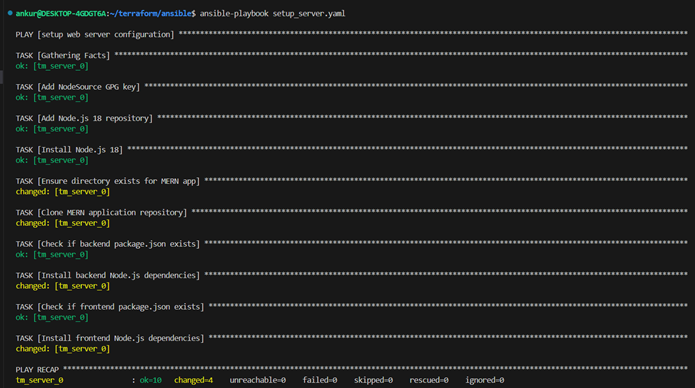 ankur@DESKTOP-4GDGT6A:~/terraform/ansible$ ansible-playbook setup_server.yaml
PLAY [setup web server configuration] ****************************************************************************************************
TASK [Gathering Facts] ****************************************************************************************************
ok: [tm_server_0]
TASK [Add NodeSource GPG key] ****************************************************************************************************
ok: [tm_server_0]
TASK [Add Node.js 18 repository] ****************************************************************************************************
ok: [tm_server_0]
TASK [Install Node.js 18] ****************************************************************************************************
ok: [tm_server_0]
TASK [Ensure directory exists for MERN app] ****************************************************************************************************
changed: [tm_server_0]
TASK [Clone MERN application repository] ****************************************************************************************************
changed: [tm_server_0]
TASK [Check if backend package.json exists] ****************************************************************************************************
ok: [tm_server_0]
TASK [Install backend Node.js dependencies] ****************************************************************************************************
changed: [tm_server_0]
TASK [Check if frontend package.json exists] ****************************************************************************************************
ok: [tm_server_0]
TASK [Install frontend Node.js dependencies] ****************************************************************************************************
changed: [tm_server_0]
PLAY RECAP ****************************************************************************************************
tm_server_0 : ok=10 changed=4 unreachable=0 failed=0 skipped=0 rescued=0 ignored=0